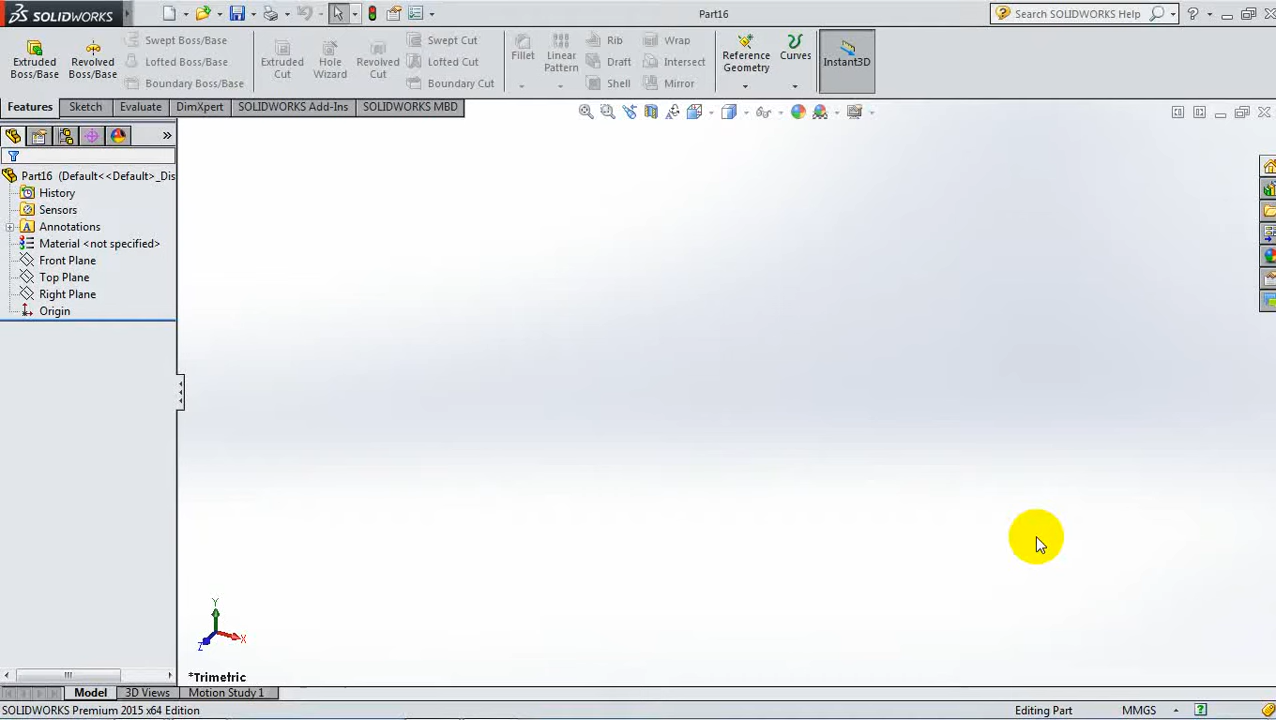 SOLIDWORKS
Part16
Search SOLIDWORKS Help
Extruded Boss/Base
Revolved Boss/Base
Swept Boss/Base
Lofted Boss/Base
Boundary Boss/Base
Extruded Cut
Hole Wizard
Revolved Cut
Swept Cut
Lofted Cut
Boundary Cut
Fillet
Linear Pattern
Rib
Draft
Shell
Wrap
Intersect
Mirror
Reference Geometry
Curves
Instant3D
Features Sketch Evaluate DimXpert SOLIDWORKS Add-Ins SOLIDWORKS MBD
Part16 (Default<<Default>_Dis
History
Sensors
A Annotations
Material <not specified>
Front Plane
Top Plane
Right Plane
Origin
Y
X
Z
*Trimetric
Model 3D Views Motion Study 1
SOLIDWORKS Premium 2015 x64 Edition
Editing Part
MMGS